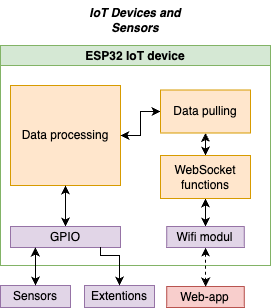 IoT Devices and
Sensors
ESP32 IoT device
Data processing
Data pulling
WebSocket
functions
GPIO
Wifi modul
Sensors
Extentions
Web-app